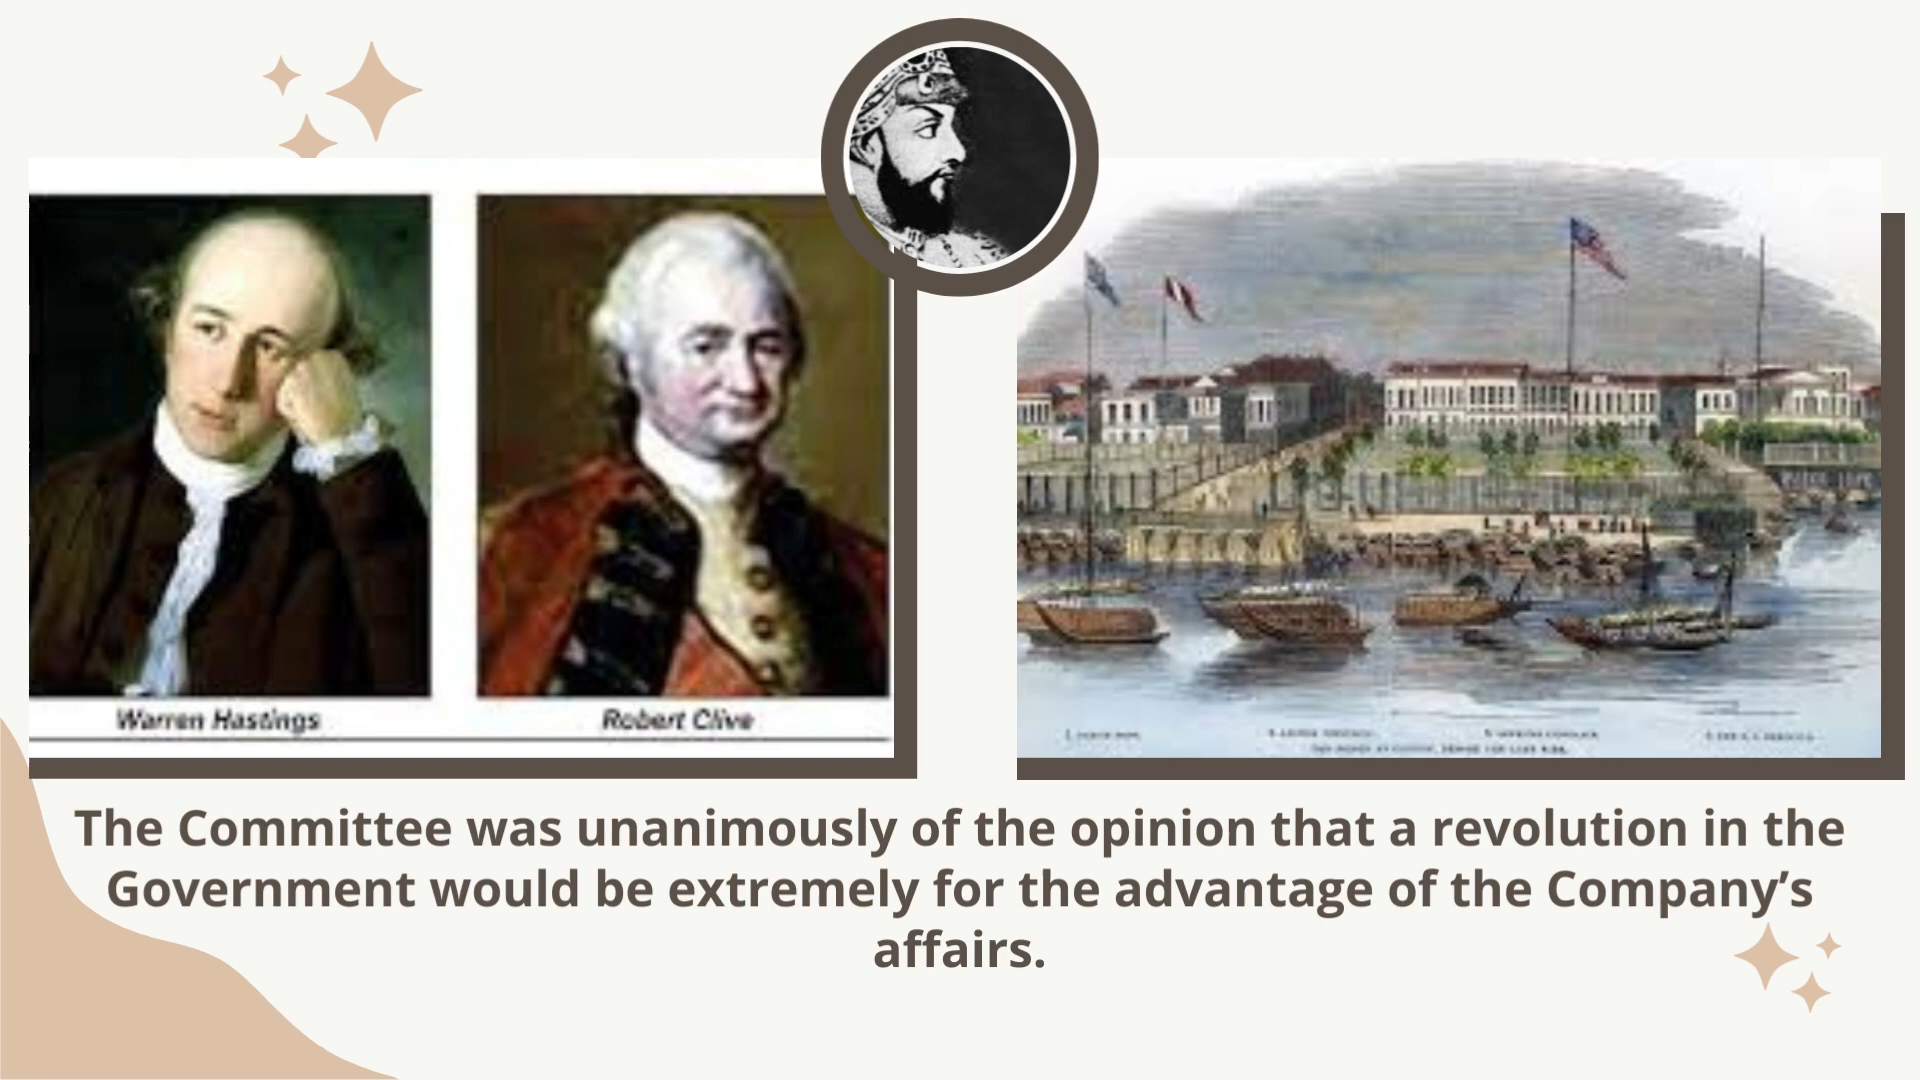 Warren Hastings
Robert Clive
The Committee was unanimously of the opinion that a revolution in the
Government would be extremely for the advantage of the Company’s
affairs.